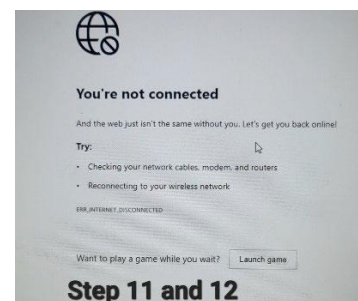 You're not connected
And the web just isn't the same without you. Let's get you back online!
Try:
• Checking your network cables, modem, and routers
• Reconnecting to your wireless network
ERR_INTERNET_DISCONNECTED
Want to play a game while you wait? Launch game
Step 11 and 12